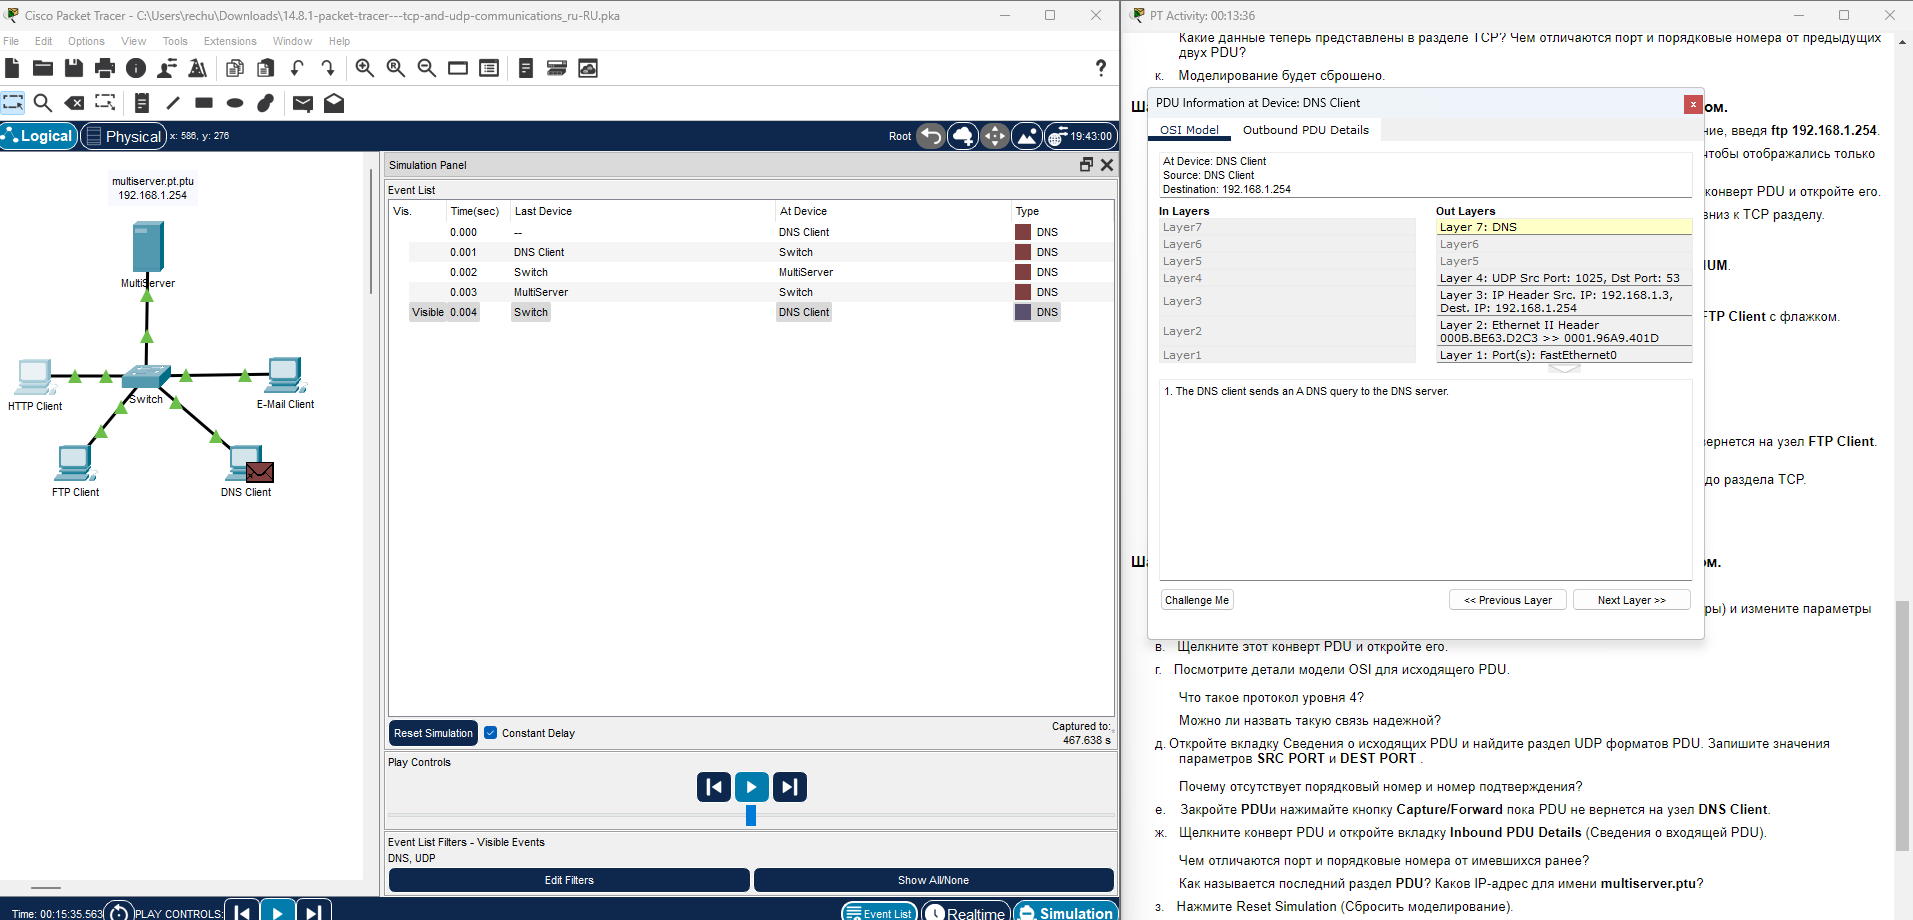 Cisco Packet Tracer - C:\Users\rechu\Downloads\14.8.1-packet-tracer---tcp-and-udp-communications_ru-RU.pka
File Edit Options View Tools Extensions Window Help
Logical Physical x: 586, y: 276
Root 19:43:00
multiserver.pt.ptu
192.168.1.254
MultiServer
HTTP Client
Switch
E-Mail Client
FTP Client
DNS Client
Simulation Panel
Event List
Vis. Time(sec) Last Device At Device Type
0.000 -- DNS Client DNS
0.001 DNS Client Switch DNS
0.002 Switch MultiServer DNS
0.003 MultiServer Switch DNS
Visible 0.004 Switch DNS Client DNS
Reset Simulation Constant Delay
Captured to:
467.638 s
Play Controls
Event List Filters - Visible Events
DNS, UDP
Edit Filters Show All/None
Time: 00:15:35.563 PLAY CONTROLS:
Event List Realtime Simulation
PT Activity: 00:13:36
Какие данные теперь представлены в разделе TCP? Чем отличаются порт и порядковые номера от предыдущих
двух PDU?
к. Моделирование будет сброшено.
Ша
ом.
ние, введя ftp 192.168.1.254.
чтобы отображались только
конверт PDU и откройте его.
вниз к TCP разделу.
IUM.
FTP Client с флажком.
вернется на узел FTP Client.
до раздела TCP.
Ша
ом.
ры) и измените параметры
PDU Information at Device: DNS Client
OSI Model Outbound PDU Details
At Device: DNS Client
Source: DNS Client
Destination: 192.168.1.254
In Layers
Layer7
Layer6
Layer5
Layer4
Layer3
Layer2
Layer1
Out Layers
Layer 7: DNS
Layer6
Layer5
Layer 4: UDP Src Port: 1025, Dst Port: 53
Layer 3: IP Header Src. IP: 192.168.1.3,
Dest. IP: 192.168.1.254
Layer 2: Ethernet II Header
000B.BE63.D2C3 >> 0001.96A9.401D
Layer 1: Port(s): FastEthernet0
1. The DNS client sends an A DNS query to the DNS server.
Challenge Me << Previous Layer Next Layer >>
в. Щелкните этот конверт PDU и откройте его.
г. Посмотрите детали модели OSI для исходящего PDU.
Что такое протокол уровня 4?
Можно ли назвать такую связь надежной?
д. Откройте вкладку Сведения о исходящих PDU и найдите раздел UDP форматов PDU. Запишите значения
параметров SRC PORT и DEST PORT .
Почему отсутствует порядковый номер и номер подтверждения?
е. Закройте PDUи нажимайте кнопку Capture/Forward пока PDU не вернется на узел DNS Client.
ж. Щелкните конверт PDU и откройте вкладку Inbound PDU Details (Сведения о входящей PDU).
Чем отличаются порт и порядковые номера от имевшихся ранее?
Как называется последний раздел PDU? Каков IP-адрес для имени multiserver.ptu?
з. Нажмите Reset Simulation (Сбросить моделирование).